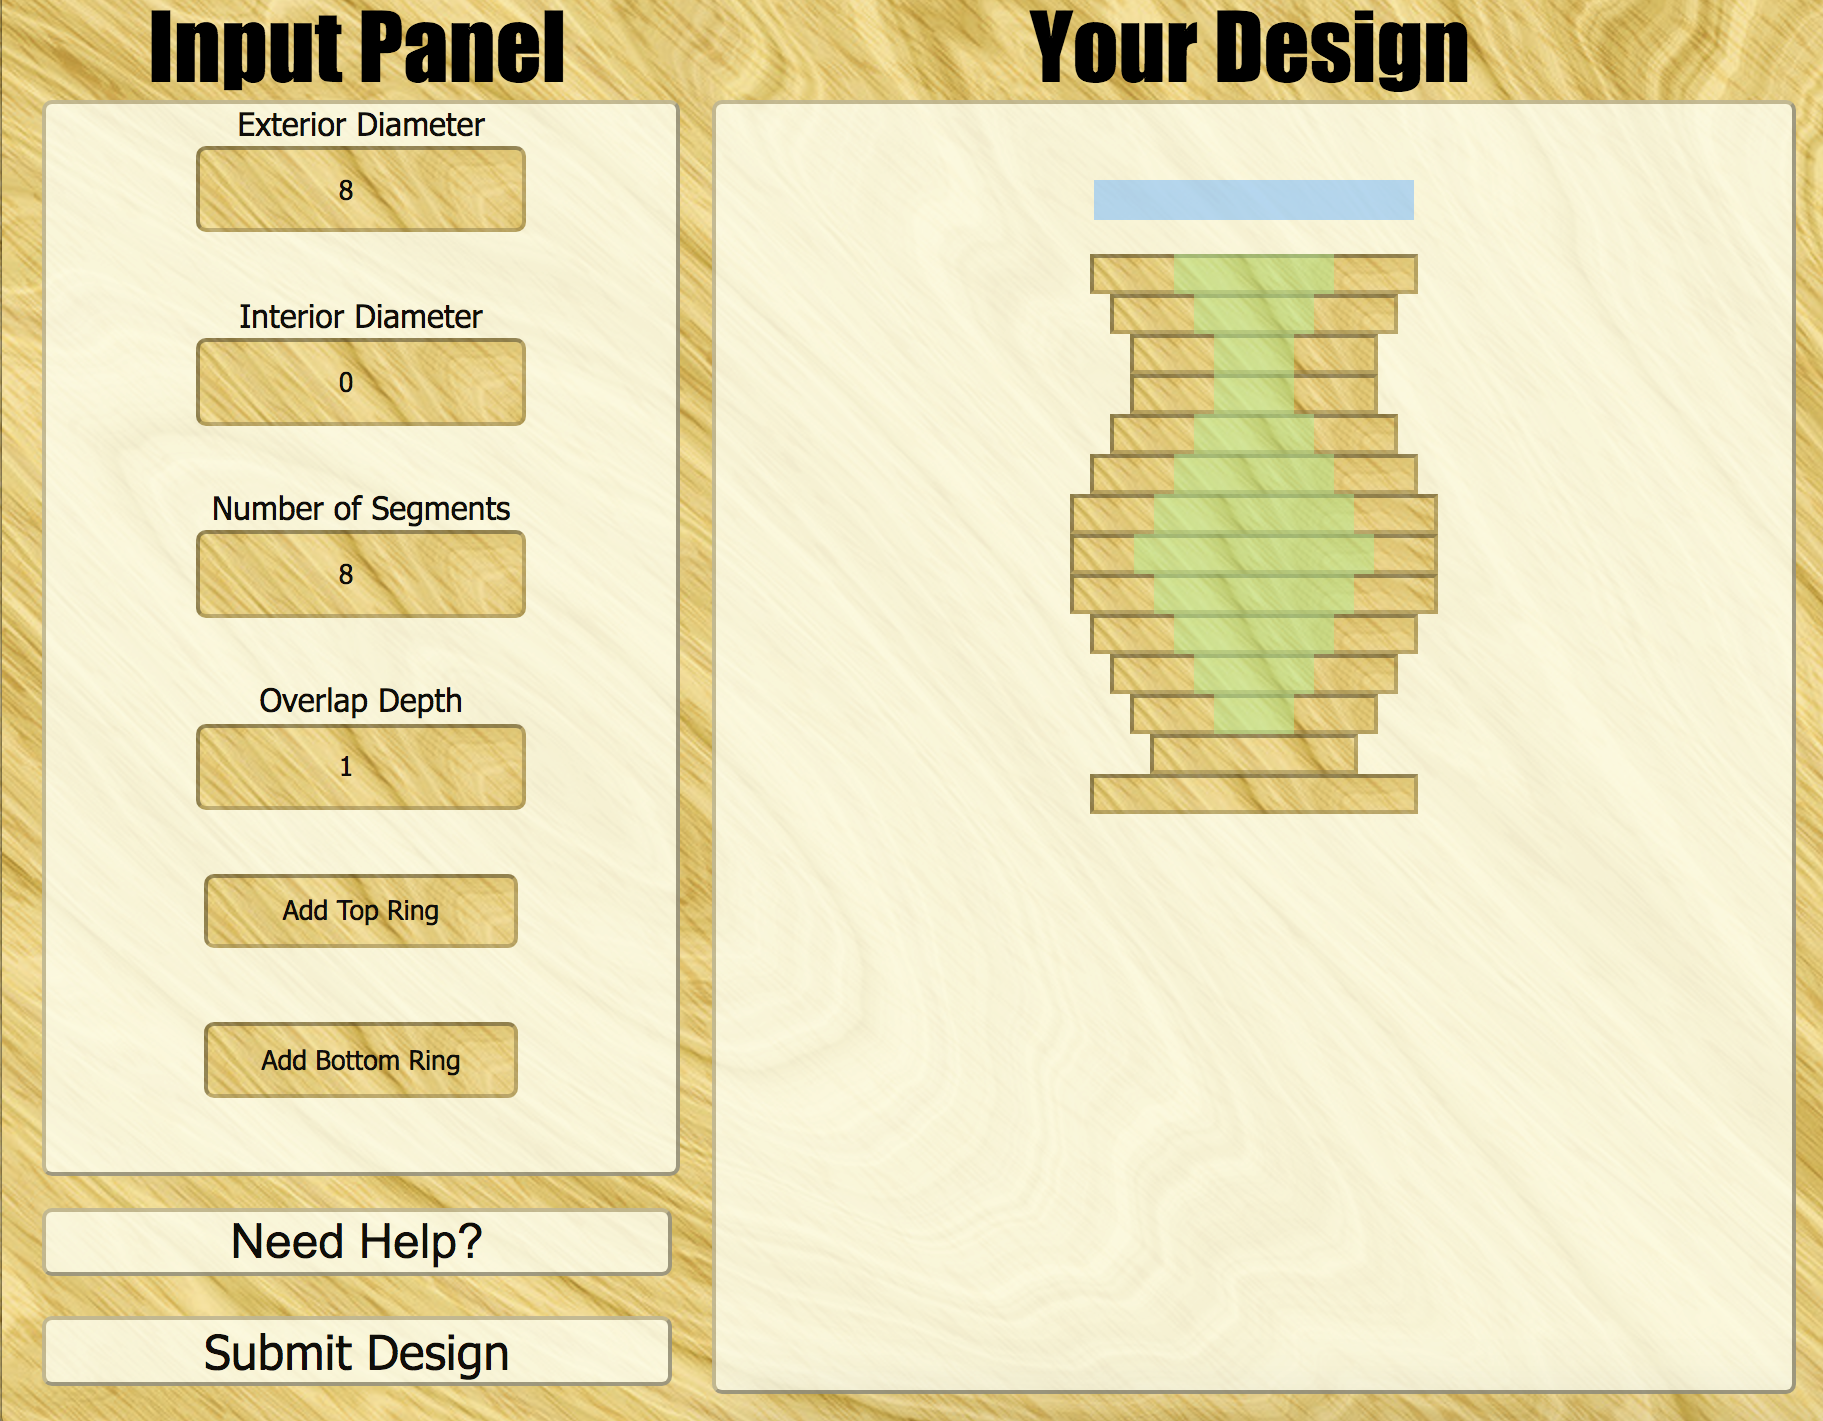 Input Panel
Exterior Diameter
8
Interior Diameter
0
Number of Segments
8
Overlap Depth
1
Add Top Ring
Add Bottom Ring
Need Help?
Submit Design
Your Design